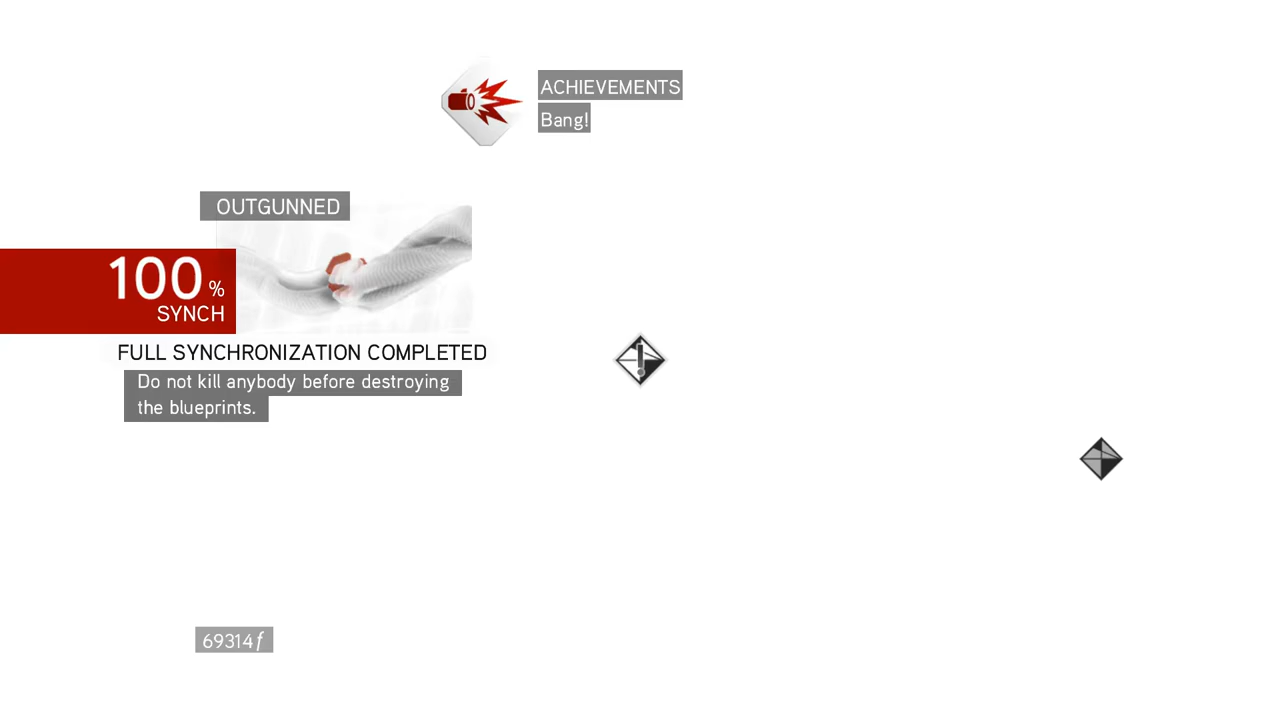 ACHIEVEMENTS
Bang!
OUTGUNNED
100%
SYNCH
FULL SYNCHRONIZATION COMPLETED
Do not kill anybody before destroying
the blueprints.
69314ƒ